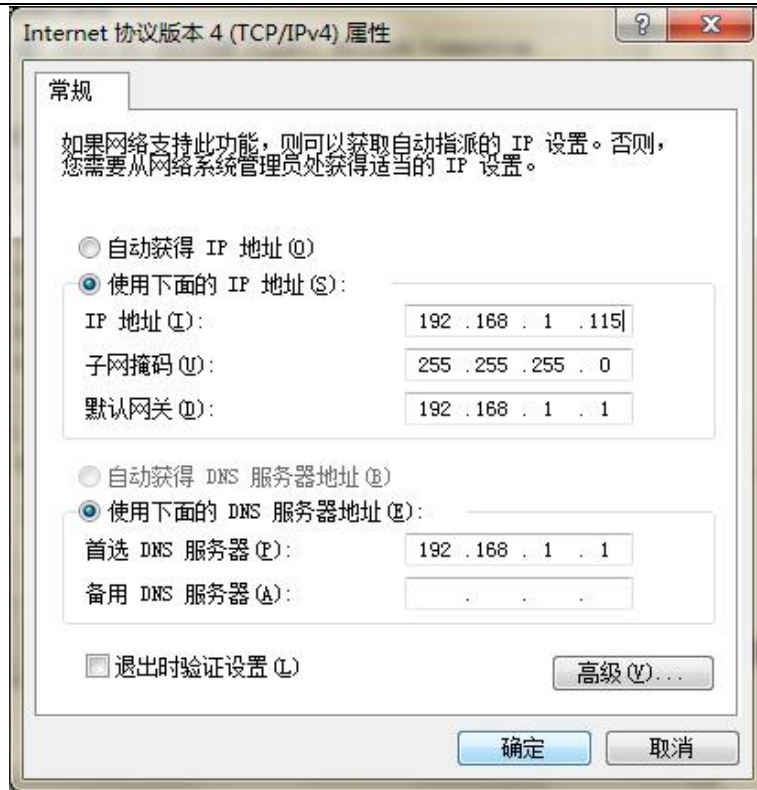 Internet 协议版本 4 (TCP/IPv4) 属性
常规
如果网络支持此功能，则可以获取自动指派的 IP 设置。否则，
您需要从网络系统管理员处获得适当的 IP 设置。
自动获得 IP 地址(O)
使用下面的 IP 地址(S):
IP 地址(I): 192 .168 . 1 .115
子网掩码(U): 255 .255 .255 . 0
默认网关(D): 192 .168 . 1 . 1
自动获得 DNS 服务器地址(B)
使用下面的 DNS 服务器地址(E):
首选 DNS 服务器(P): 192 .168 . 1 . 1
备用 DNS 服务器(A): . . .
退出时验证设置(L)
高级(V)...
确定 取消